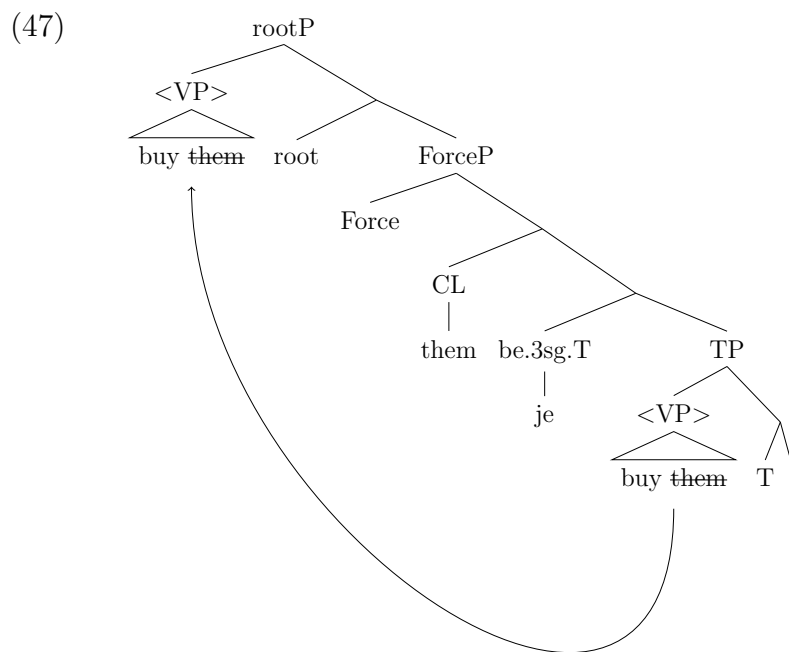 (47)
rootP
<VP>
buy them root ForceP
Force
CL
them be.3sg.T TP
je <VP>
buy them T